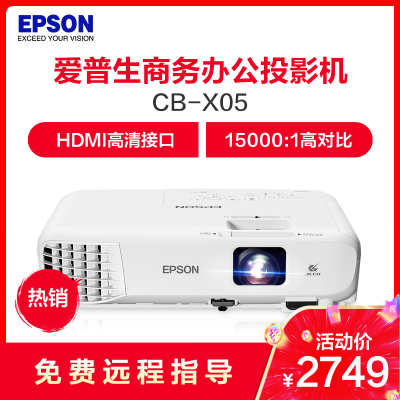 EPSON
EXCEED YOUR VISION
爱普生商务办公投影机
CB-X05
HDMI高清接口
15000:1高对比
EPSON
EPSON
3LCD
热销
免费远程指导
活动价
¥2749